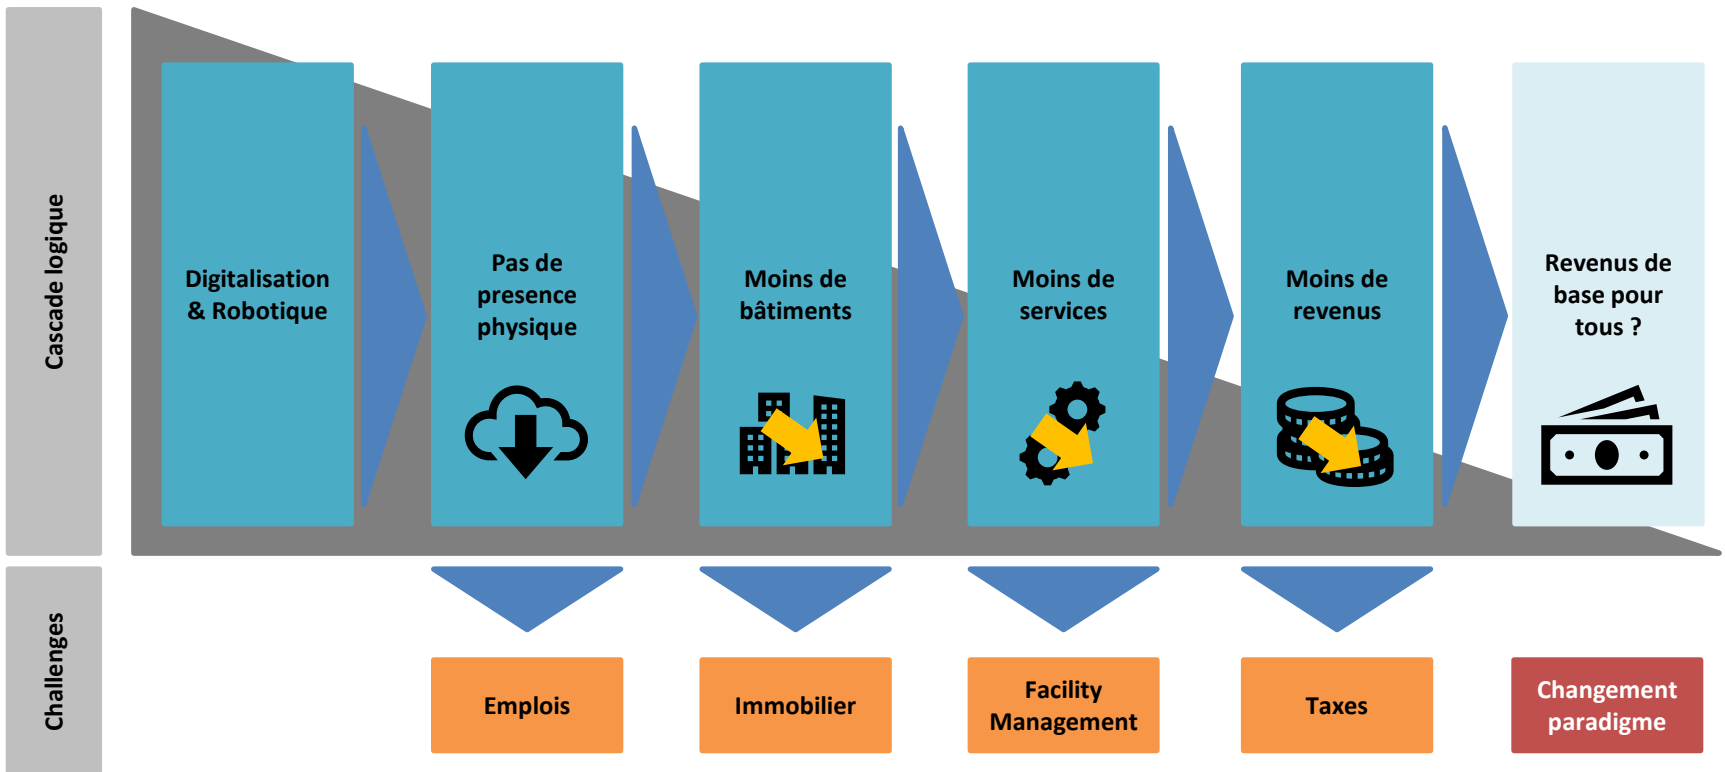 Cascade logique
Digitalisation
& Robotique
Pas de
presence
physique
Moins de
bâtiments
Moins de
services
Moins de
revenus
Revenus de
base pour
tous ?
Challenges
Emplois
Immobilier
Facility
Management
Taxes
Changement
paradigme